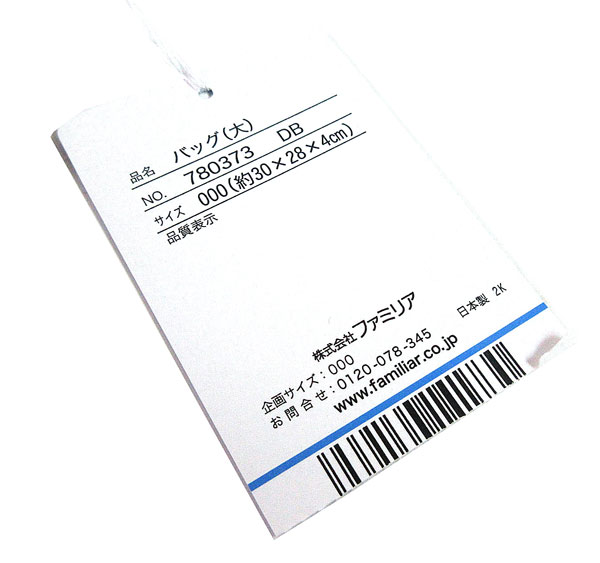 品名 バッグ(大)
NO. 780373 DB
サイズ 000(約30×28×4cm)
品質表示
株式会社ファミリア
日本製 2K
企画サイズ:000
お問合せ:0120-078-345
www.familiar.co.jp